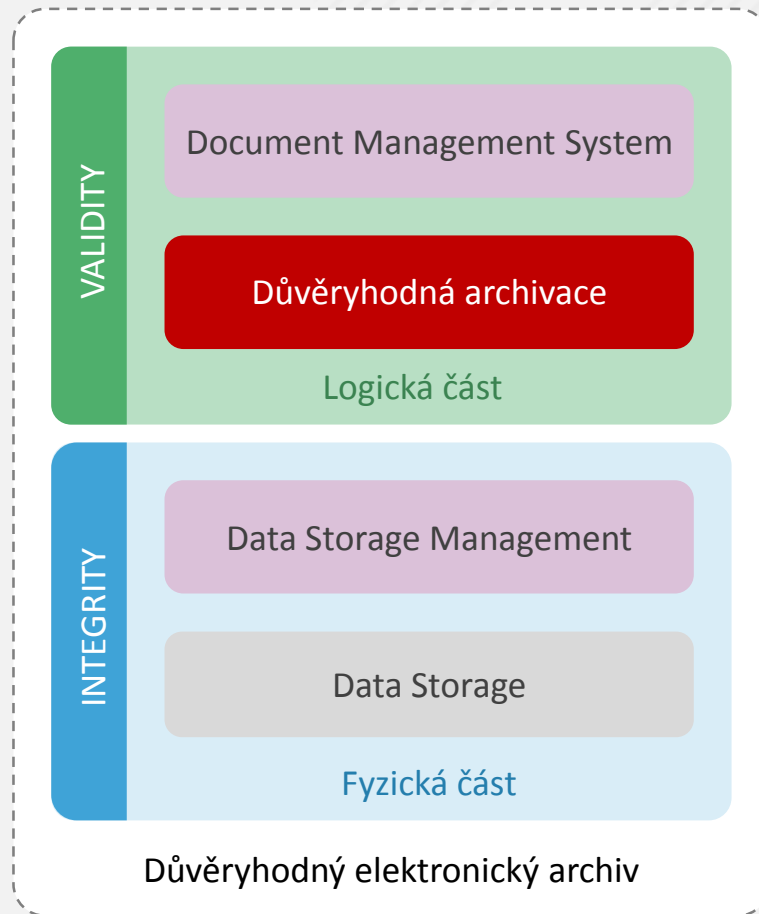 VALIDITY
Document Management System
Důvěryhodná archivace
Logická část
INTEGRITY
Data Storage Management
Data Storage
Fyzická část
Důvěryhodný elektronický archiv